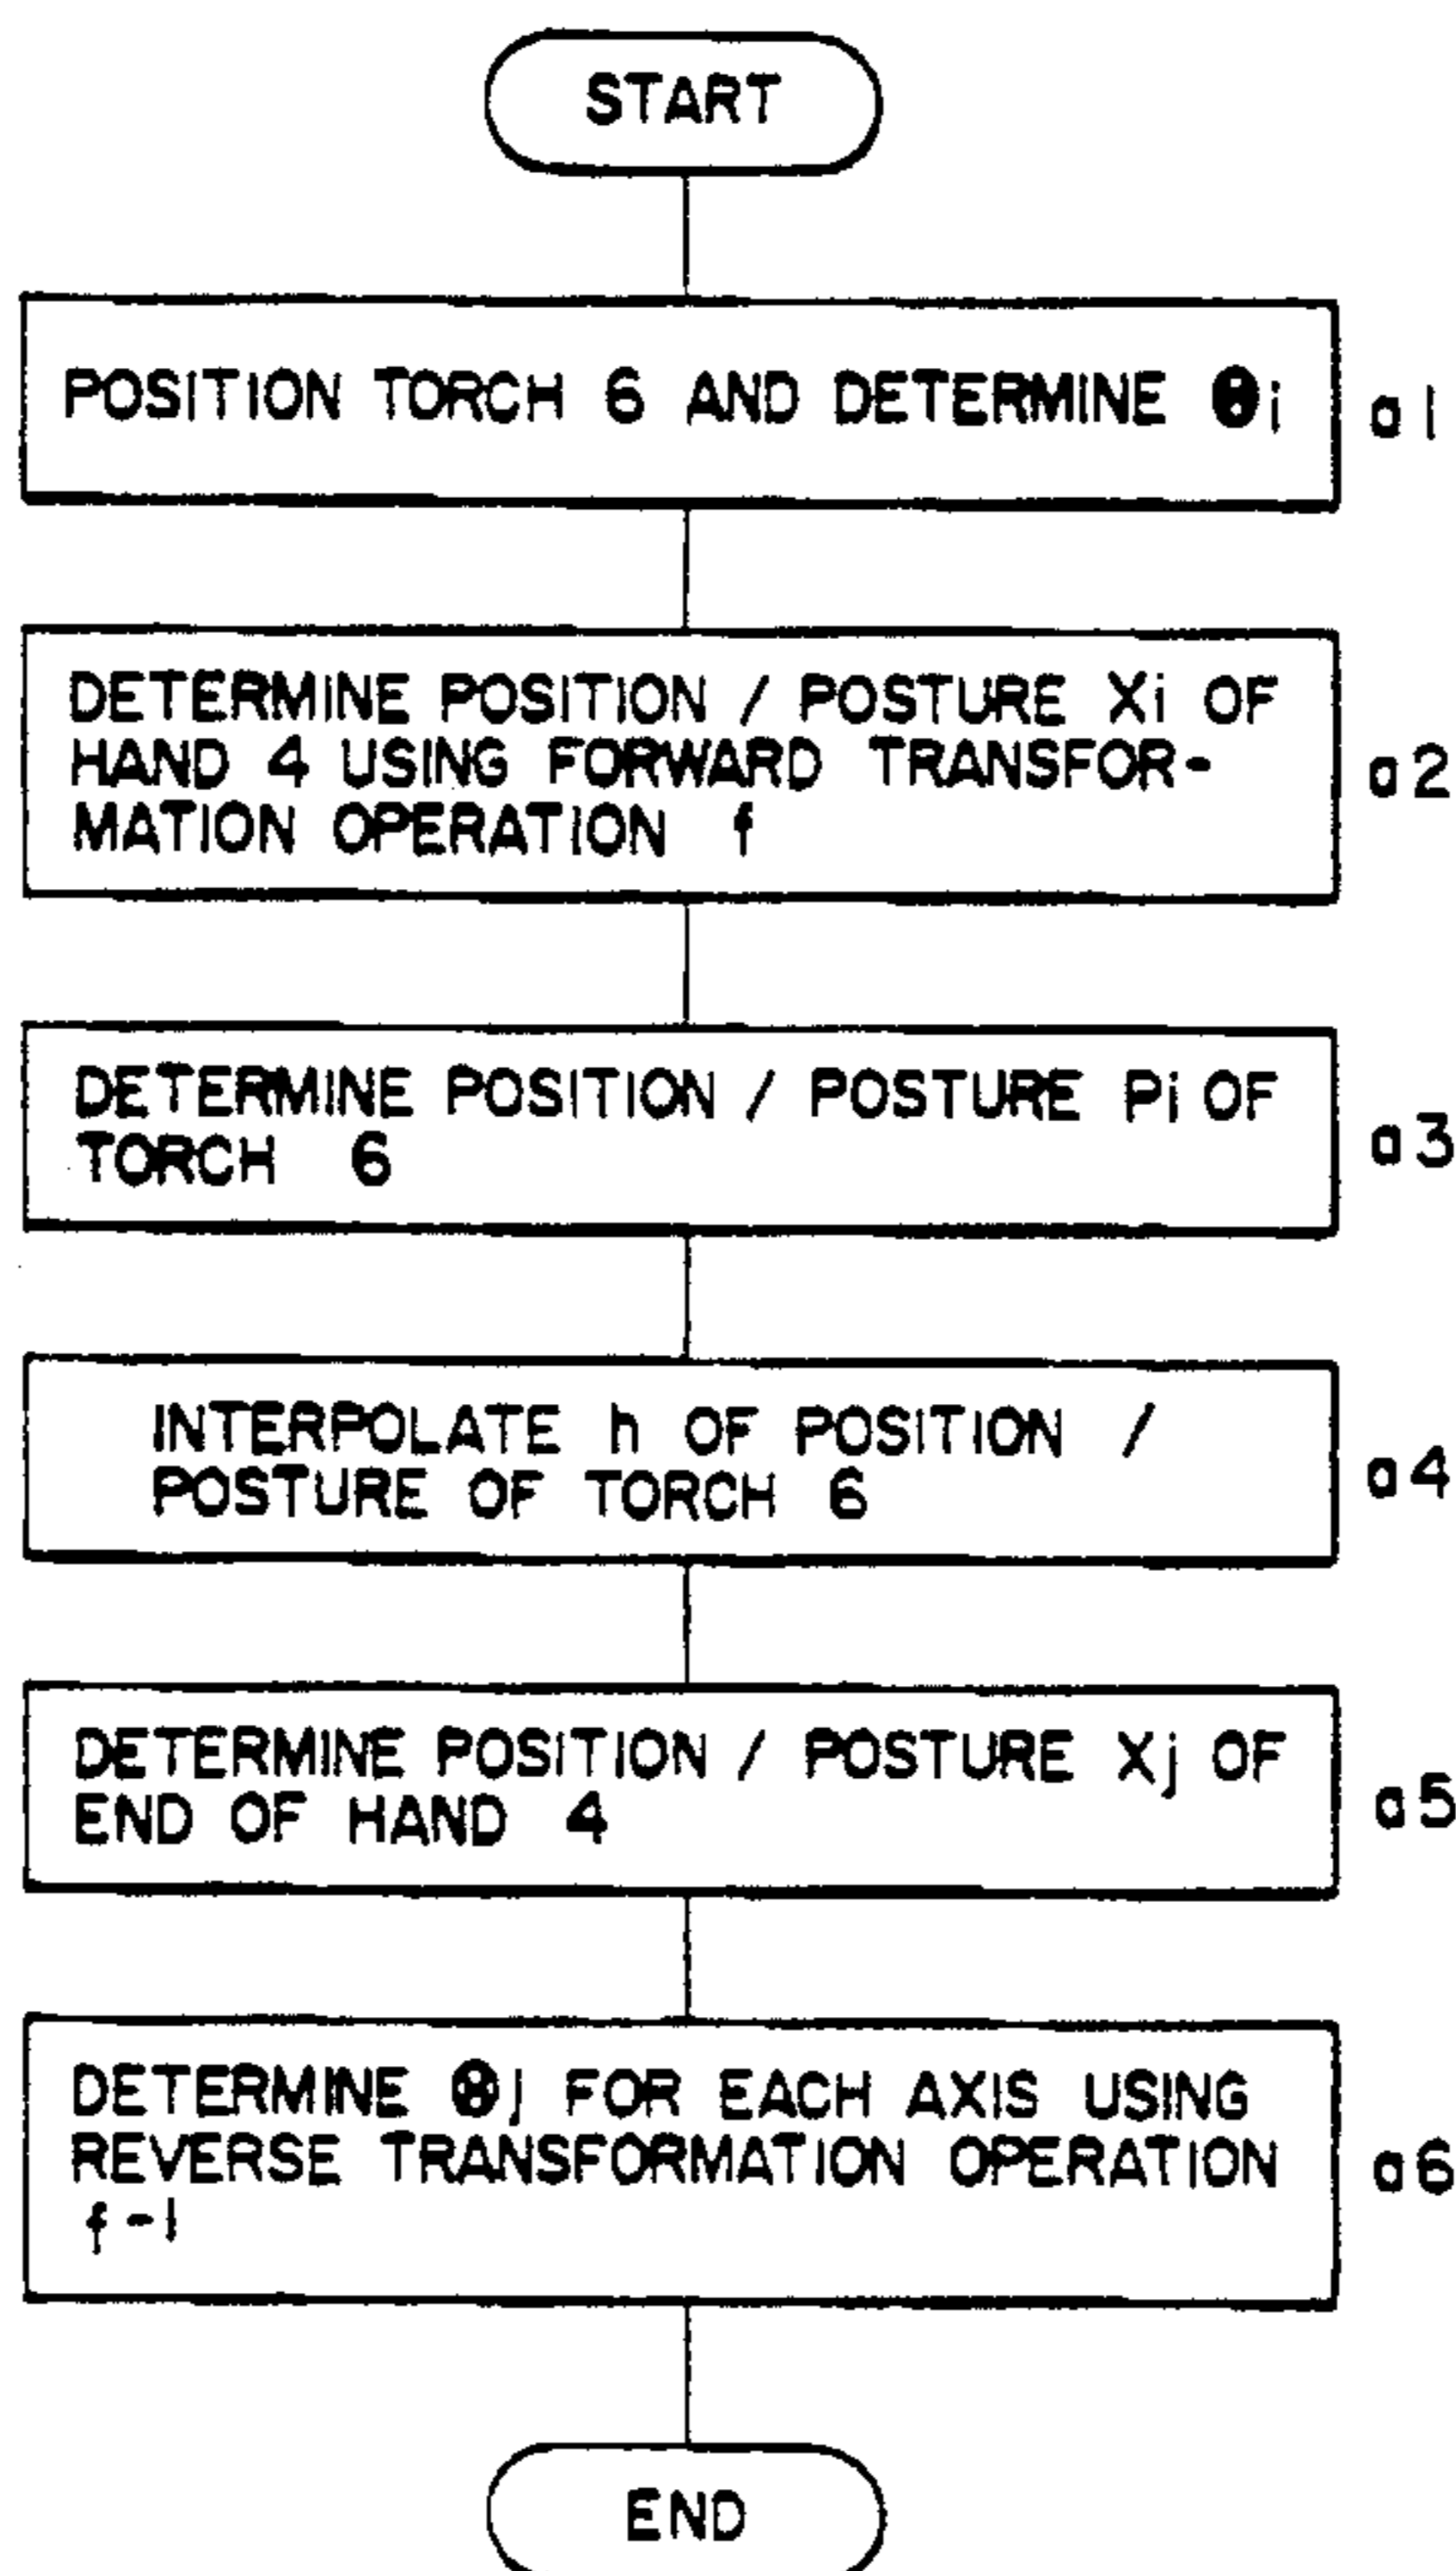 START
POSITION TORCH 6 AND DETERMINE Θi
a1
DETERMINE POSITION / POSTURE Xi OF
HAND 4 USING FORWARD TRANSFOR-
MATION OPERATION f
a2
DETERMINE POSITION / POSTURE Pi OF
TORCH 6
a3
INTERPOLATE h OF POSITION /
POSTURE OF TORCH 6
a4
DETERMINE POSITION / POSTURE Xj OF
END OF HAND 4
a5
DETERMINE Θj FOR EACH AXIS USING
REVERSE TRANSFORMATION OPERATION
f-1
a6
END